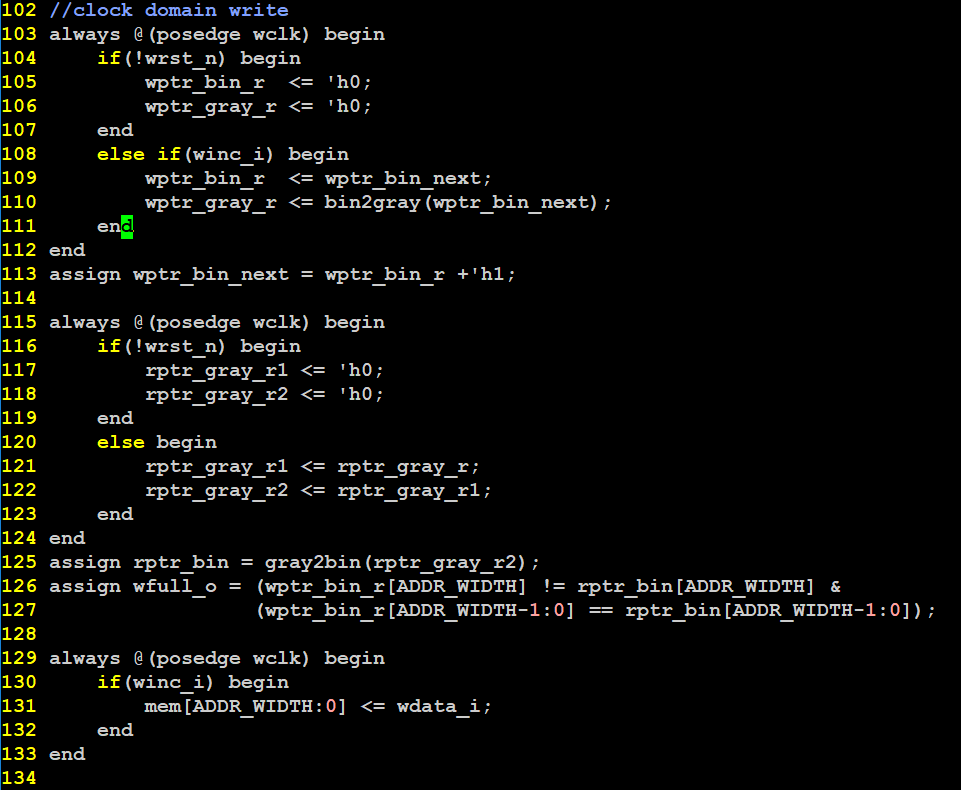 102 //clock domain write
103 always @(posedge wclk) begin
104     if(!wrst_n) begin
105         wptr_bin_r  <= 'h0;
106         wptr_gray_r <= 'h0;
107     end
108     else if(winc_i) begin
109         wptr_bin_r  <= wptr_bin_next;
110         wptr_gray_r <= bin2gray(wptr_bin_next);
111     end
112 end
113 assign wptr_bin_next = wptr_bin_r +'h1;
114
115 always @(posedge wclk) begin
116     if(!wrst_n) begin
117         rptr_gray_r1 <= 'h0;
118         rptr_gray_r2 <= 'h0;
119     end
120     else begin
121         rptr_gray_r1 <= rptr_gray_r;
122         rptr_gray_r2 <= rptr_gray_r1;
123     end
124 end
125 assign rptr_bin = gray2bin(rptr_gray_r2);
126 assign wfull_o = (wptr_bin_r[ADDR_WIDTH] != rptr_bin[ADDR_WIDTH] &
127                  (wptr_bin_r[ADDR_WIDTH-1:0] == rptr_bin[ADDR_WIDTH-1:0]);
128
129 always @(posedge wclk) begin
130     if(winc_i) begin
131         mem[ADDR_WIDTH:0] <= wdata_i;
132     end
133 end
134